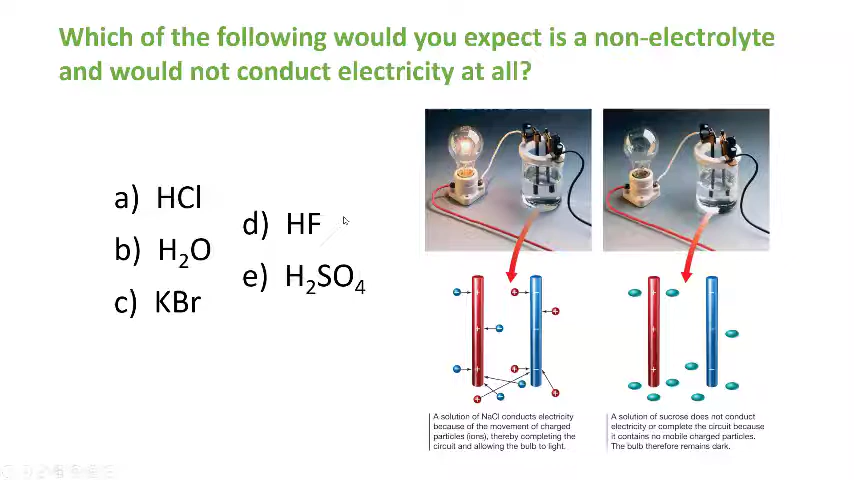 Which of the following would you expect is a non-electrolyte
and would not conduct electricity at all?
a) HCl
b) H₂O
c) KBr
d) HF
e) H₂SO₄
A solution of NaCl conducts electricity
because of the movement of charged
particles (ions), thereby completing the
circuit and allowing the bulb to light.
A solution of sucrose does not conduct
electricity or complete the circuit because
it contains no mobile charged particles.
The bulb therefore remains dark.